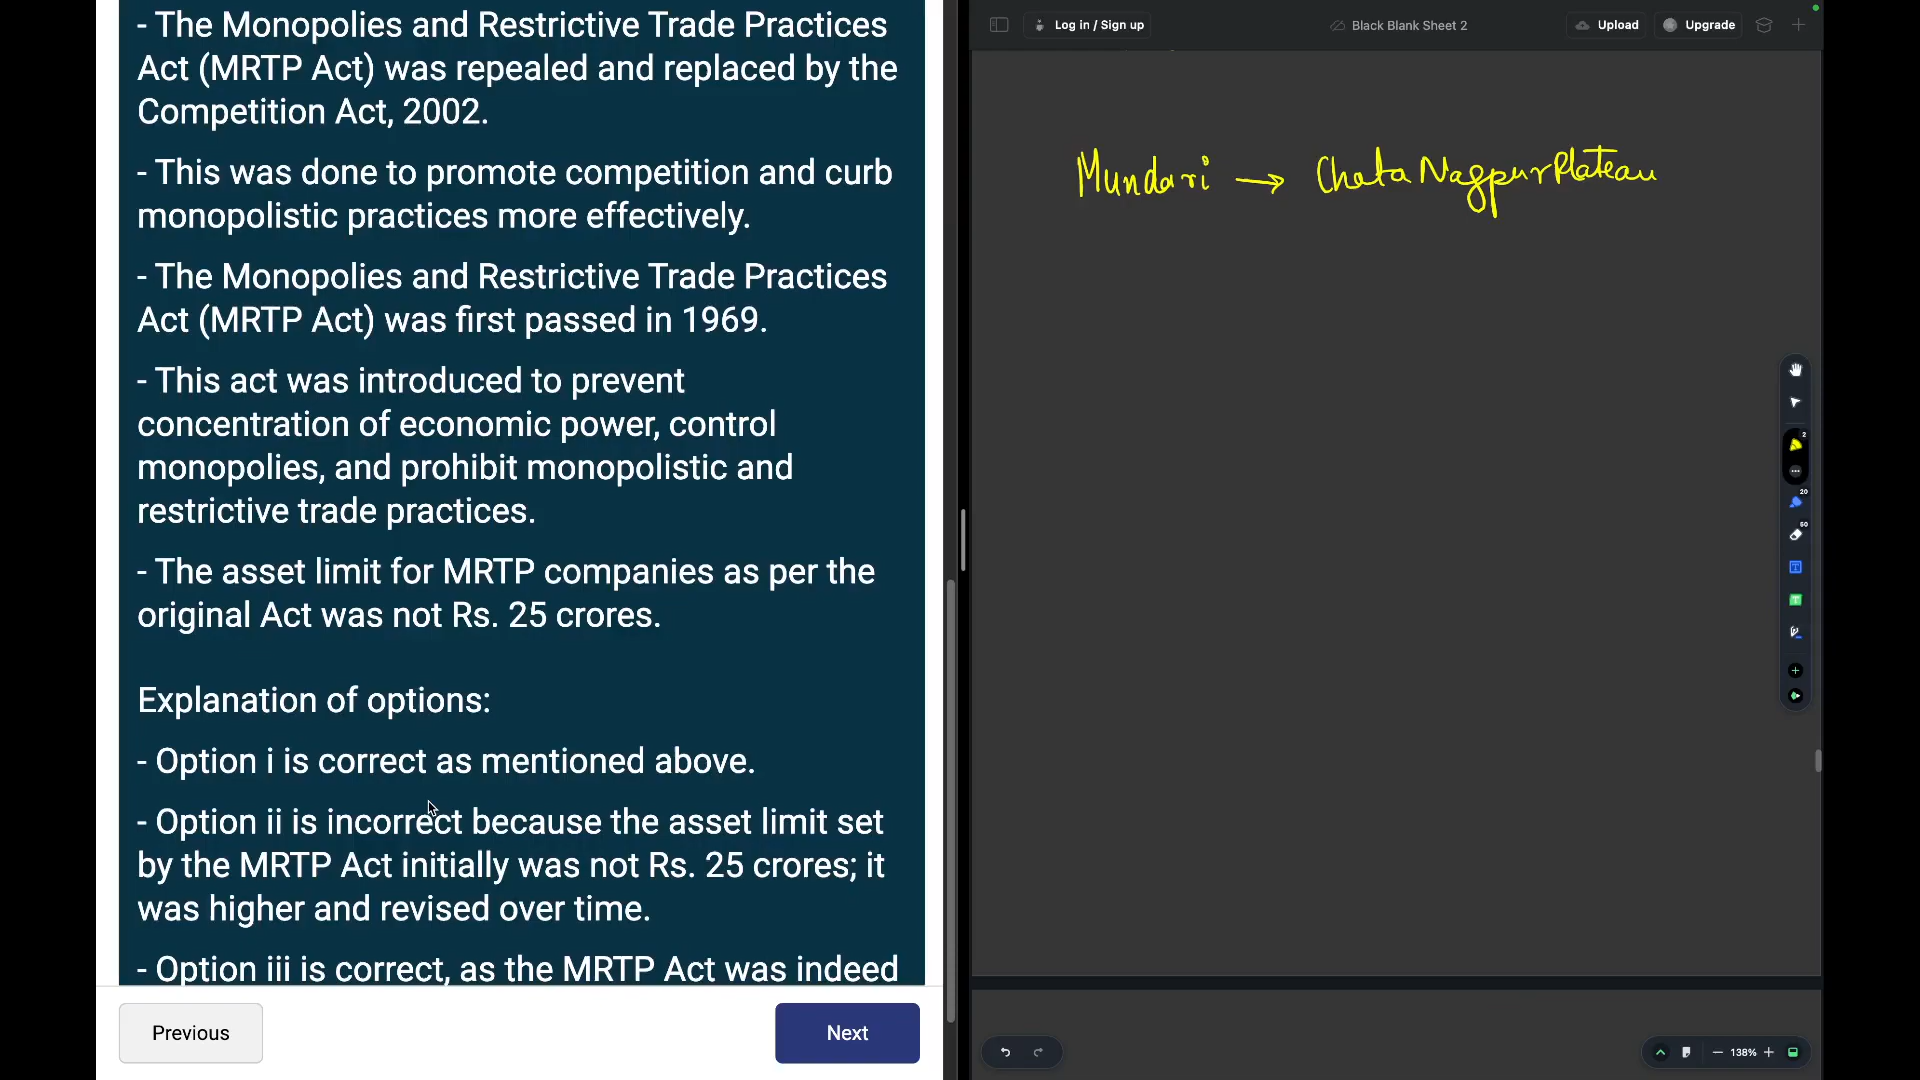 - The Monopolies and Restrictive Trade Practices
Act (MRTP Act) was repealed and replaced by the
Competition Act, 2002.
- This was done to promote competition and curb
monopolistic practices more effectively.
- The Monopolies and Restrictive Trade Practices
Act (MRTP Act) was first passed in 1969.
- This act was introduced to prevent
concentration of economic power, control
monopolies, and prohibit monopolistic and
restrictive trade practices.
- The asset limit for MRTP companies as per the
original Act was not Rs. 25 crores.
Explanation of options:
- Option i is correct as mentioned above.
- Option ii is incorrect because the asset limit set
by the MRTP Act initially was not Rs. 25 crores; it
was higher and revised over time.
- Option iii is correct, as the MRTP Act was indeed
Previous
Next
Log in / Sign up
Black Blank Sheet 2
Upload
Upgrade
Mundari → Chota Nagpur Plateau
2
20
50
138%